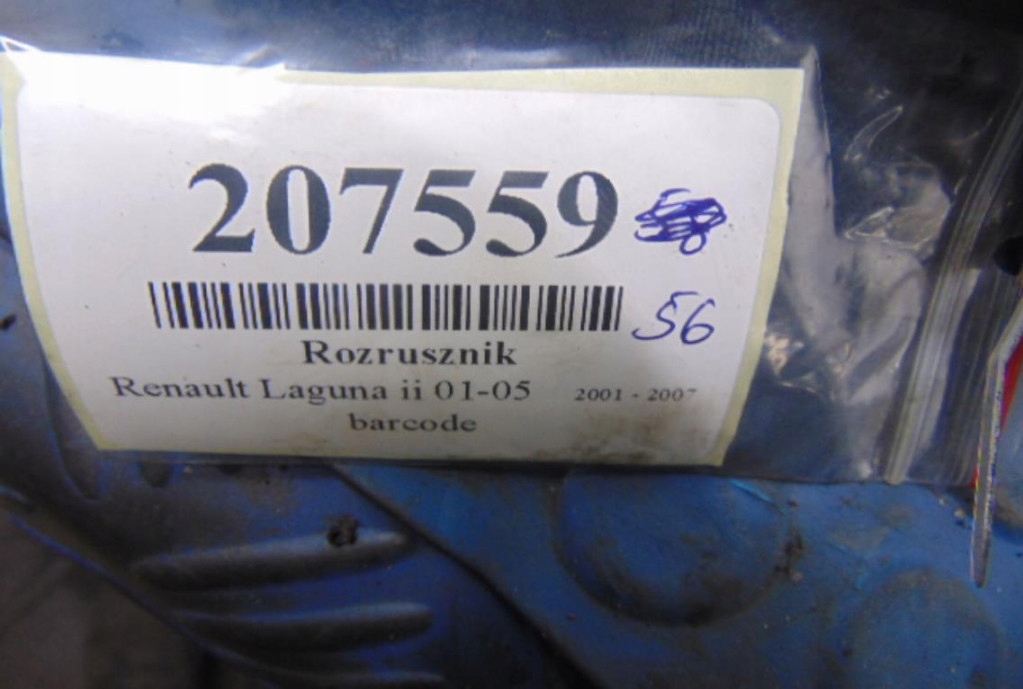 207559
56
Rozrusznik
Renault Laguna ii 01-05 2001 - 2007
barcode